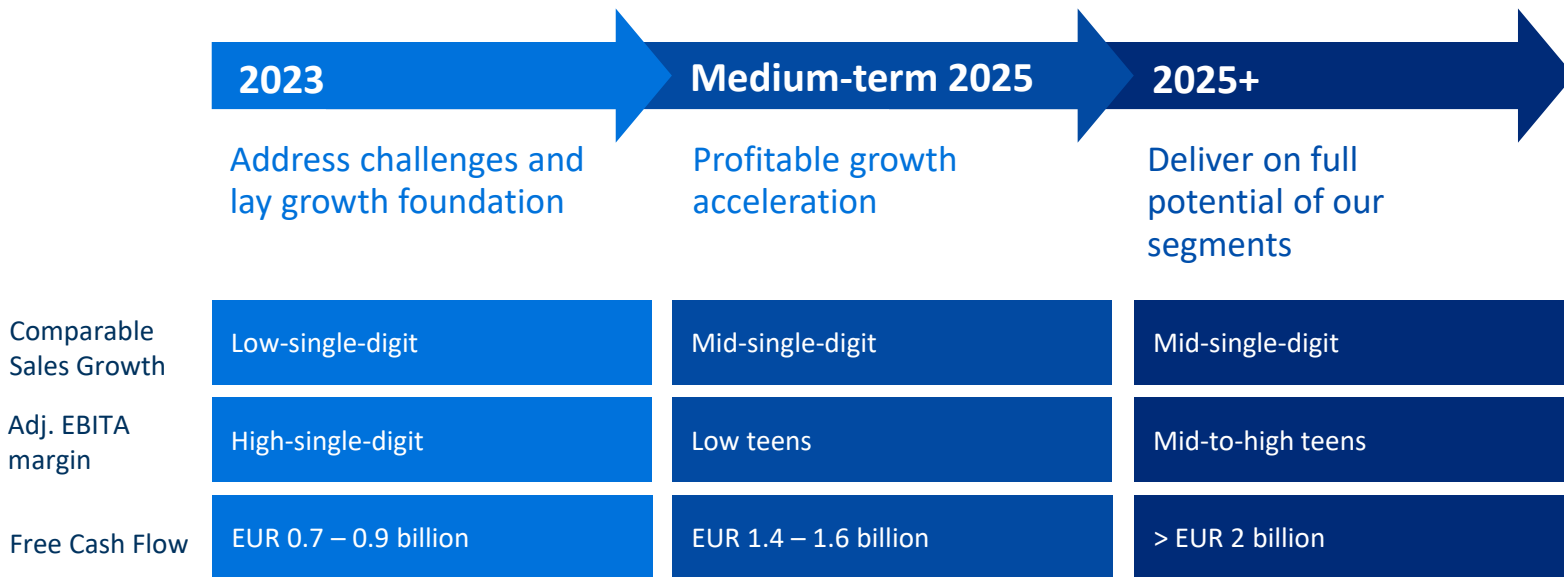 2023
Medium-term 2025
2025+
Address challenges and
lay growth foundation
Profitable growth
acceleration
Deliver on full
potential of our
segments
Comparable
Sales Growth
Low-single-digit
Mid-single-digit
Mid-single-digit
Adj. EBITA
margin
High-single-digit
Low teens
Mid-to-high teens
Free Cash Flow
EUR 0.7 – 0.9 billion
EUR 1.4 – 1.6 billion
> EUR 2 billion